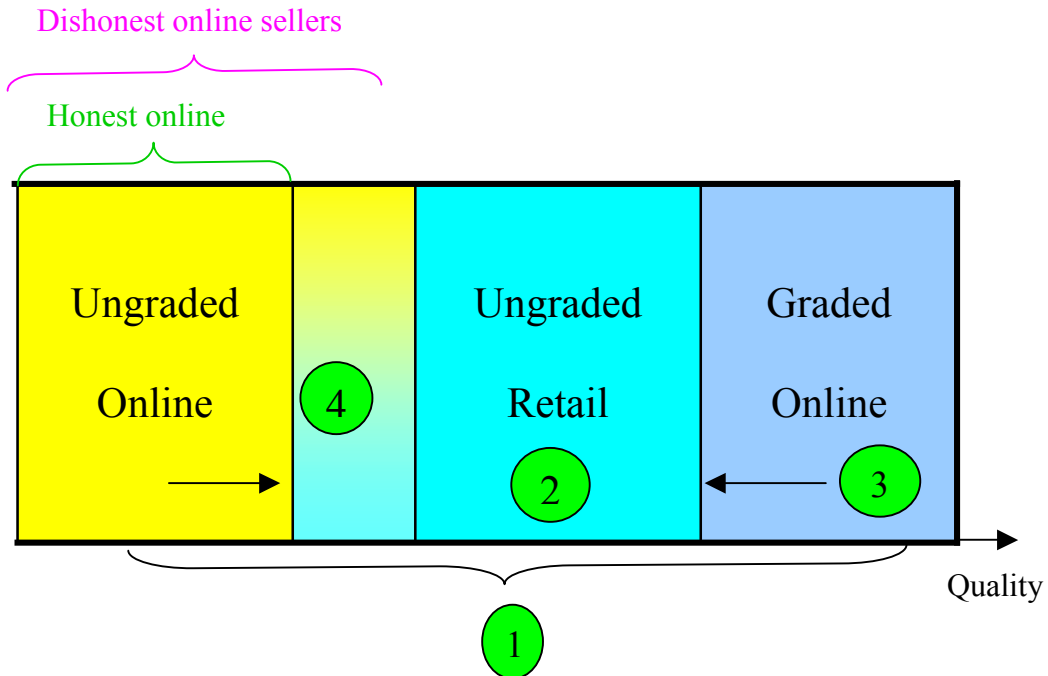 Dishonest online sellers
Honest online
Ungraded
Online
4
Ungraded
Retail
2
Graded
Online
3
Quality
1